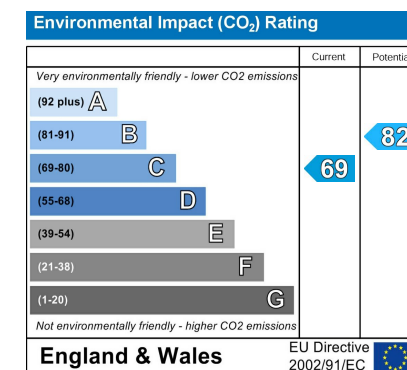 Environmental Impact (CO₂) Rating
Current Potentia
Very environmentally friendly - lower CO2 emissions
(92 plus) A
(81-91) B
82
(69-80) C
69
(55-68) D
(39-54) E
(21-38) F
(1-20) G
Not environmentally friendly - higher CO2 emissions
England & Wales
EU Directive
2002/91/EC